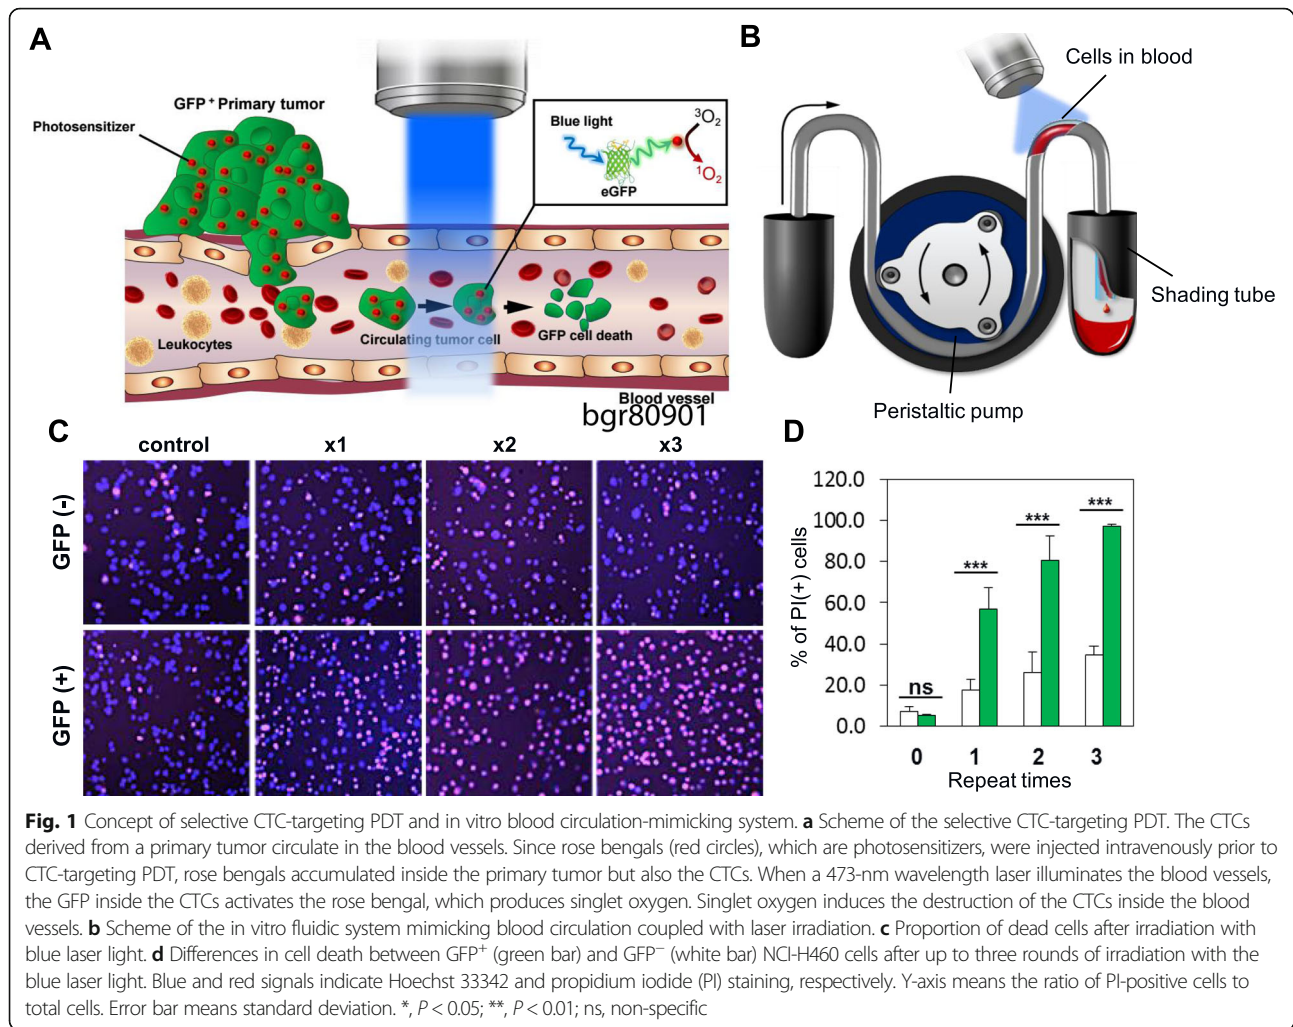 A
GFP + Primary tumor
Photosensitizer
Blue light
³O₂
¹O₂
eGFP
Leukocytes
Circulating tumor cell
GFP cell death
Blood vessel
bgr80901
B
Cells in blood
Shading tube
Peristaltic pump
C
control x1 x2 x3
GFP (-)
GFP (+)
D
120.0
100.0
80.0
60.0
40.0
20.0
0.0
% of PI(+) cells
ns
***
***
***
0 1 2 3
Repeat times
Fig. 1 Concept of selective CTC-targeting PDT and in vitro blood circulation-mimicking system. a Scheme of the selective CTC-targeting PDT. The CTCs
derived from a primary tumor circulate in the blood vessels. Since rose bengals (red circles), which are photosensitizers, were injected intravenously prior to
CTC-targeting PDT, rose bengals accumulated inside the primary tumor but also the CTCs. When a 473-nm wavelength laser illuminates the blood vessels,
the GFP inside the CTCs activates the rose bengal, which produces singlet oxygen. Singlet oxygen induces the destruction of the CTCs inside the blood
vessels. b Scheme of the in vitro fluidic system mimicking blood circulation coupled with laser irradiation. c Proportion of dead cells after irradiation with
blue laser light. d Differences in cell death between GFP⁺ (green bar) and GFP⁻ (white bar) NCI-H460 cells after up to three rounds of irradiation with the
blue laser light. Blue and red signals indicate Hoechst 33342 and propidium iodide (PI) staining, respectively. Y-axis means the ratio of PI-positive cells to
total cells. Error bar means standard deviation. *, P < 0.05; **, P < 0.01; ns, non-specific